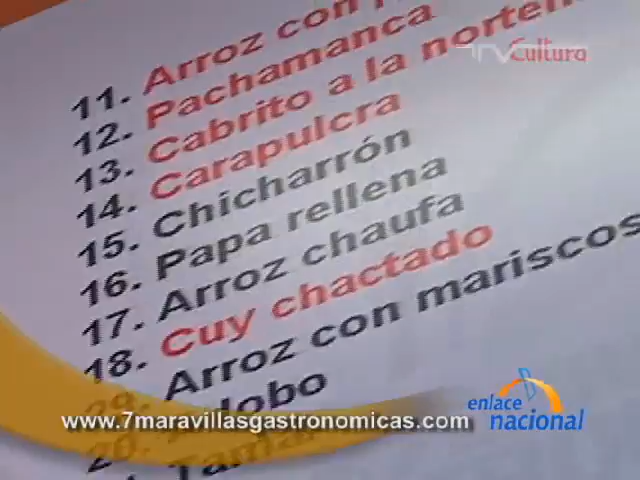 11. Arroz con
12. Pachamanca
13. Cabrito a la norteñ
14. Carapulcra
15. Chicharrón
16. Papa rellena
17. Arroz chaufa
18. Cuy chactado
Arroz con mariscos
20.
TV Cultura
www.7maravillasgastronomicas.com
enlace
nacional